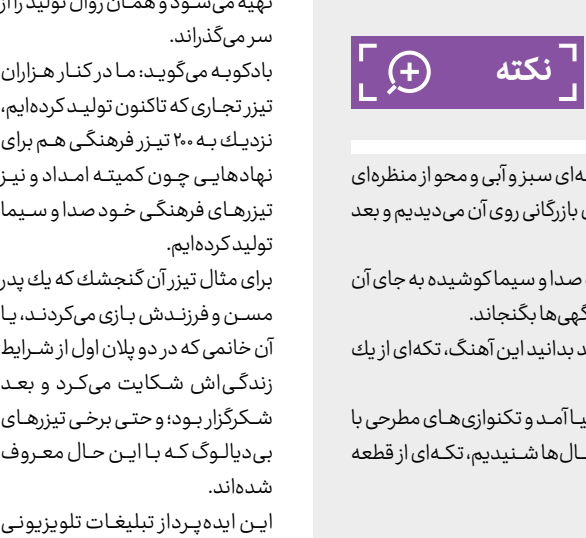 نکته
ه‌ای سبز و آبی و محو از منظره‌ای
بازرگانی روی آن می‌دیدیم و بعد
صدا و سیما کوشیده به جای آن
گهی‌ها بگنجاند.
بدانید این آهنگ، تکه‌ای از یك
آمد و تکنوازی‌های مطرحی با
ال‌ها شنیدیم، تکه‌ای از قطعه
تهیه می‌شود و همان روال تولید را از
سر می‌گذراند.
بادکوبه می‌گوید: ما در کنار هزاران
تیزر تجاری که تاکنون تولید کرده‌ایم،
نزدیك به ۲۰۰ تیزر فرهنگی هم برای
نهادهایی چون کمیته امداد و نیز
تیزرهای فرهنگی خود صدا و سیما
تولید کرده‌ایم.
برای مثال تیزر آن گنجشك که یك پدر
مسن و فرزندش بازی می‌کردند، یا
آن خانمی که در دو پلان اول از شرایط
زندگی‌اش شکایت می‌کرد و بعد
شکرگزار بود؛ و حتی برخی تیزرهای
بی‌دیالوگ که با این حال معروف
شده‌اند.
این ایده‌پرداز تبلیغات تلویزیونی